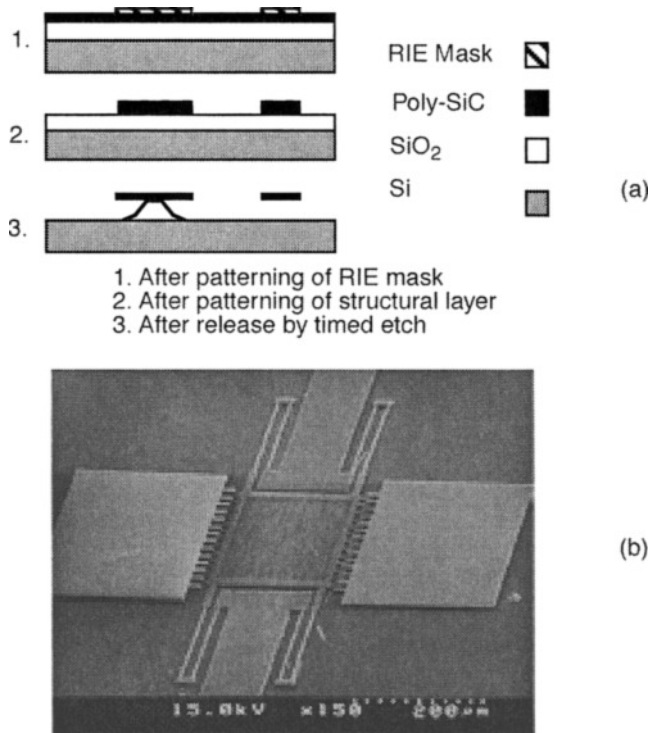 1.
2.
3.
RIE Mask
Poly-SiC
SiO₂
Si
(a)
1. After patterning of RIE mask
2. After patterning of structural layer
3. After release by timed etch
(b)
15.0kV ×150 200μm